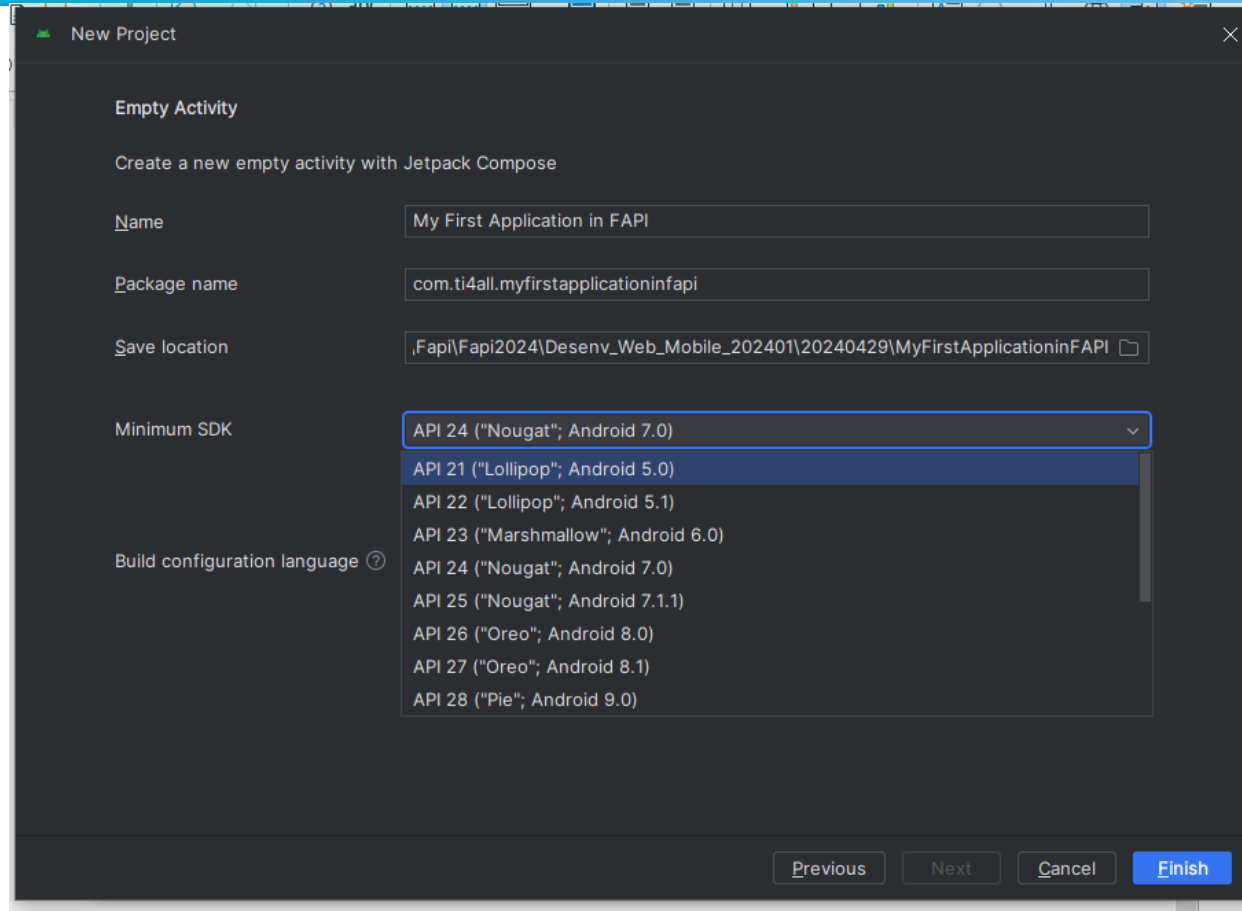 New Project
Empty Activity
Create a new empty activity with Jetpack Compose
Name
My First Application in FAPI
Package name
com.ti4all.myfirstapplicationinfapi
Save location
Fapi\Fapi2024\Desenv_Web_Mobile_202401\20240429\MyFirstApplicationinFAPI
Minimum SDK
API 24 ("Nougat"; Android 7.0)
API 21 ("Lollipop"; Android 5.0)
API 22 ("Lollipop"; Android 5.1)
API 23 ("Marshmallow"; Android 6.0)
Build configuration language ?
API 24 ("Nougat"; Android 7.0)
API 25 ("Nougat"; Android 7.1.1)
API 26 ("Oreo"; Android 8.0)
API 27 ("Oreo"; Android 8.1)
API 28 ("Pie"; Android 9.0)
Previous
Next
Cancel
Finish